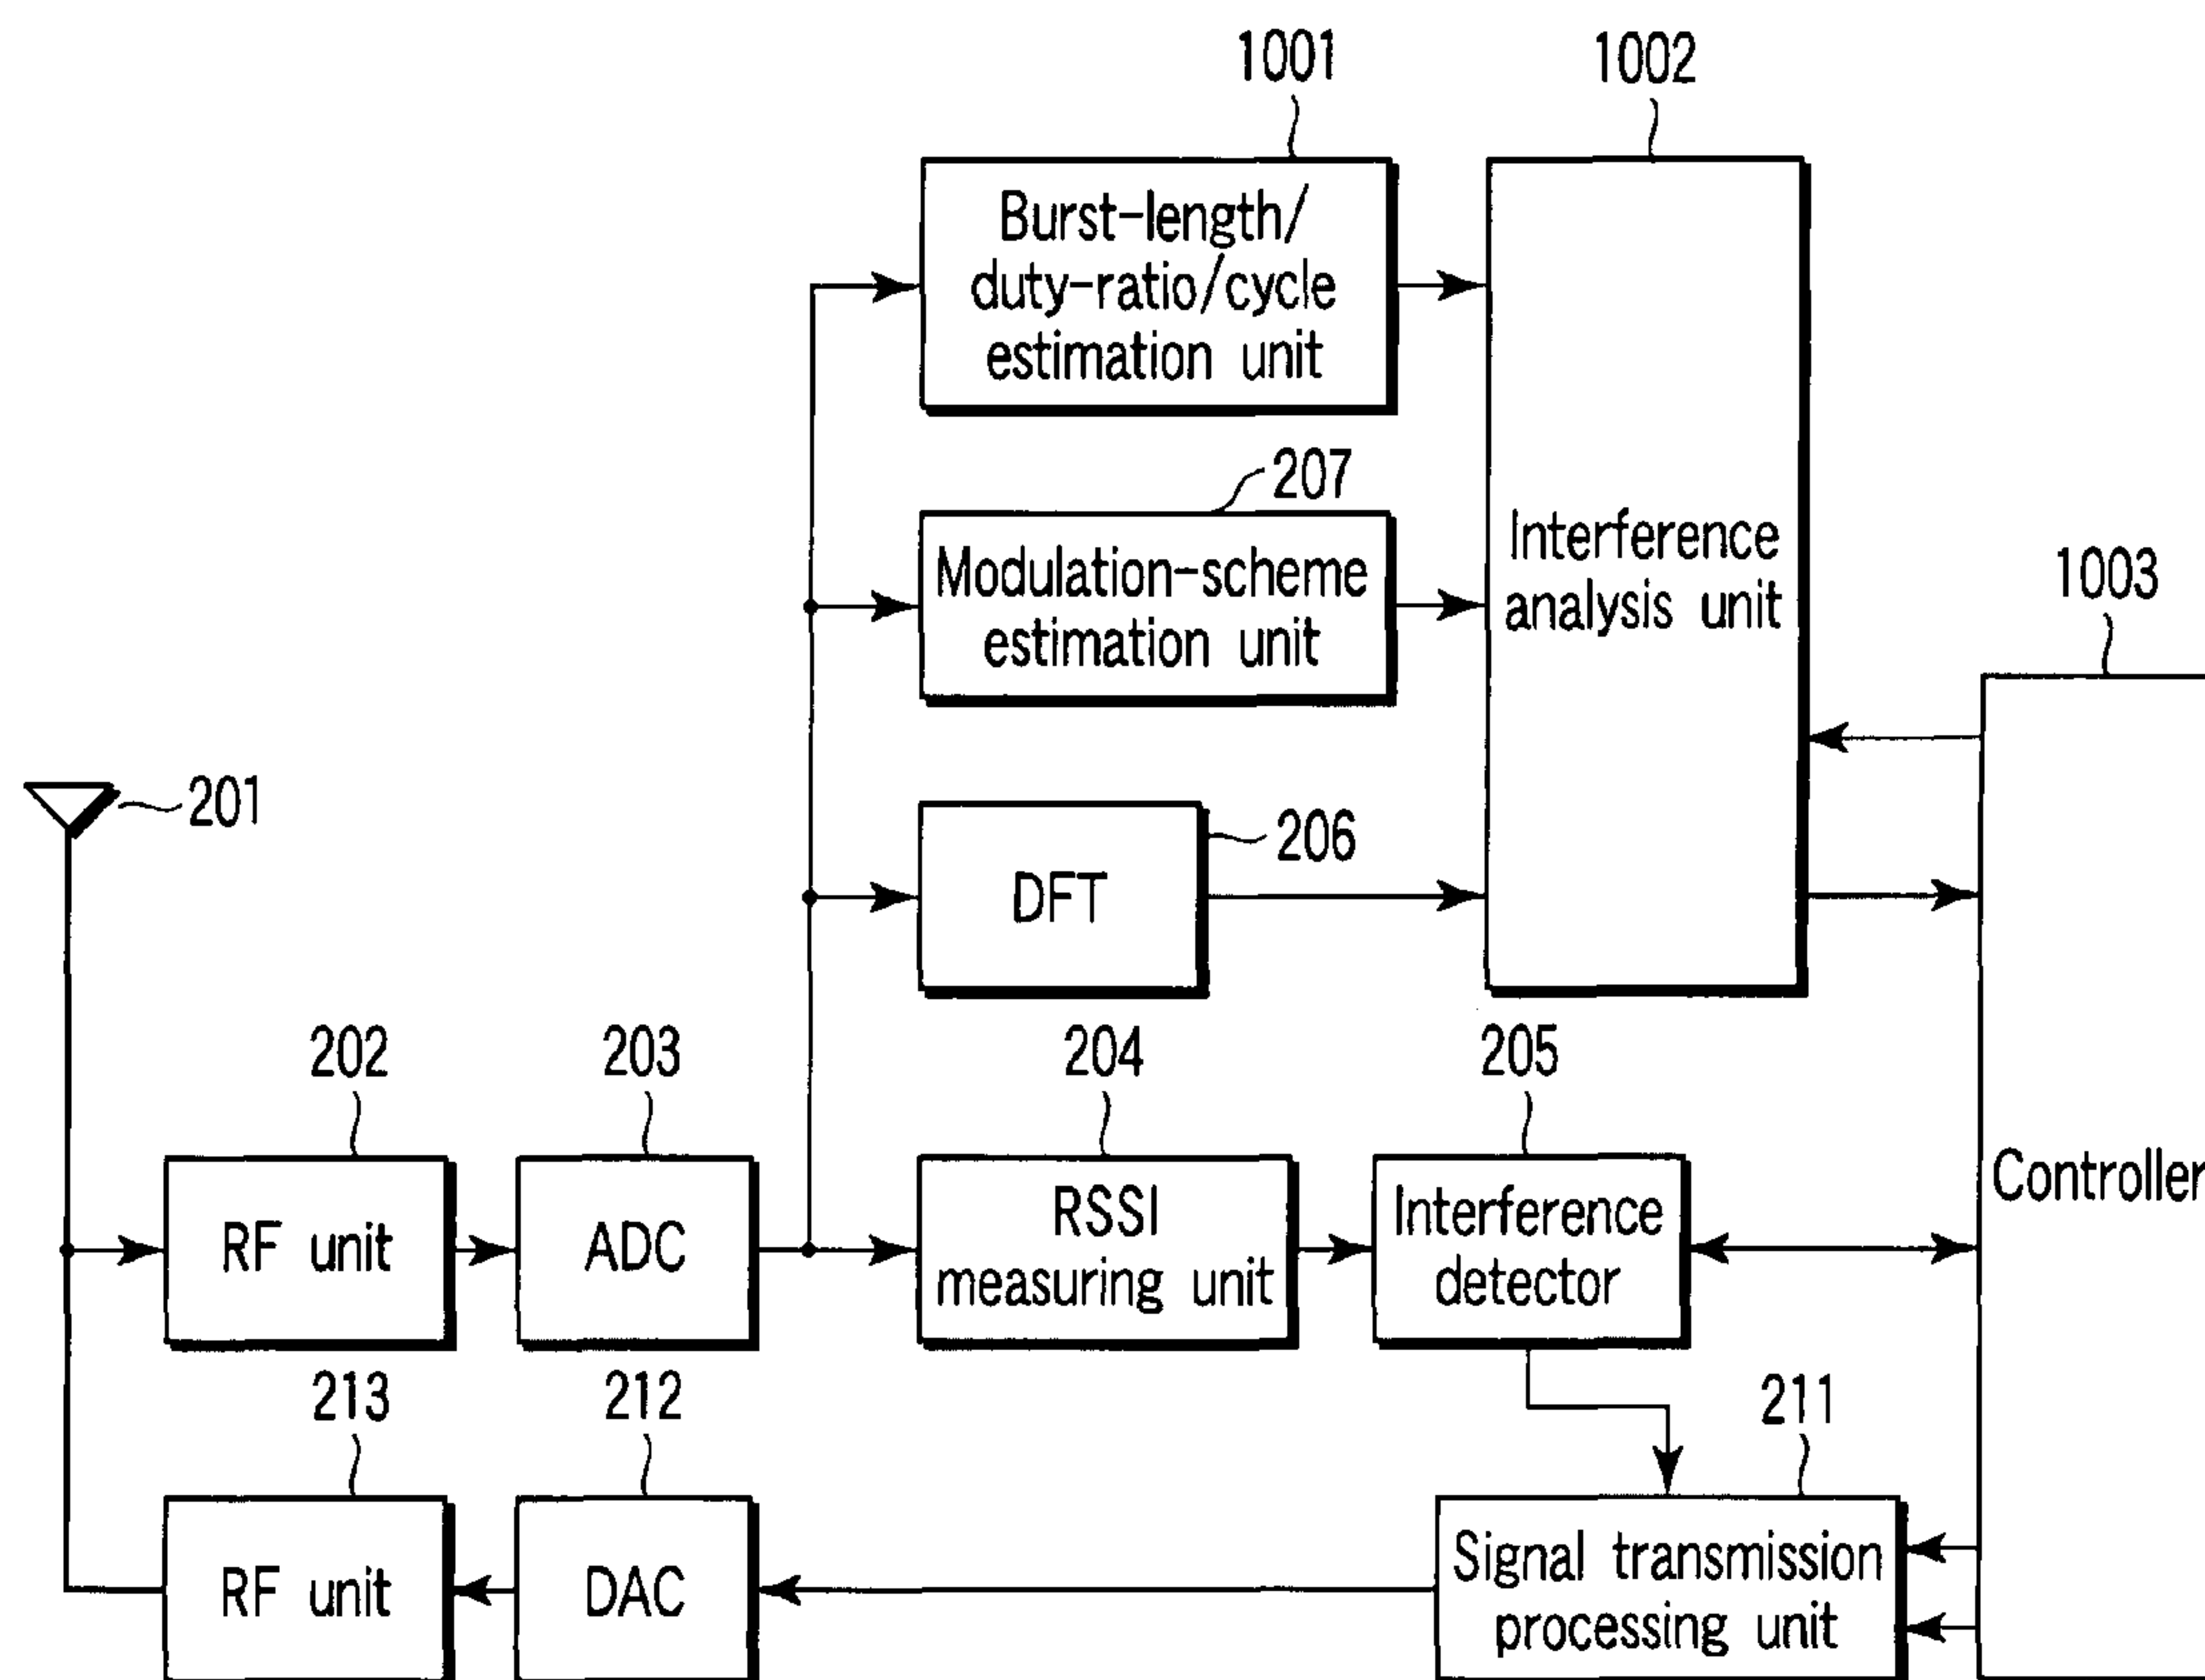 1001
1002
Burst-length/
duty-ratio/cycle
estimation unit
207
Modulation-scheme
estimation unit
Interference
analysis unit
1003
201
206
DFT
202
203
204
205
RF unit
ADC
RSSI
measuring unit
Interference
detector
Controller
213
212
211
RF unit
DAC
Signal transmission
processing unit